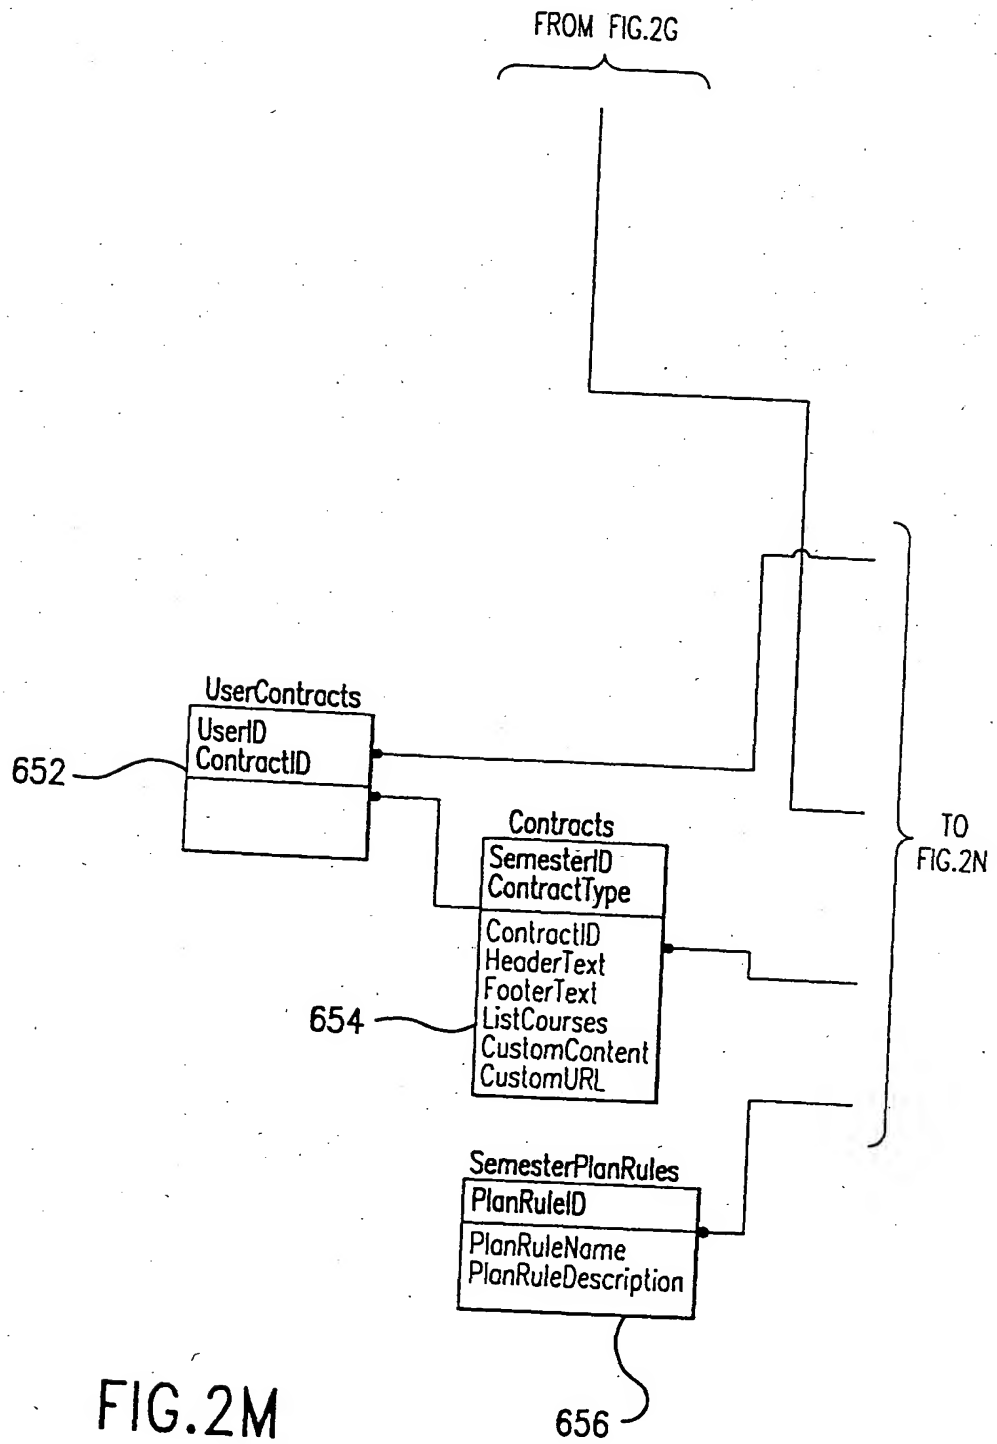 FROM FIG.2G
UserContracts
UserID
ContractID
652
Contracts
SemesterID
ContractType
ContractID
HeaderText
FooterText
ListCourses
CustomContent
CustomURL
654
TO
FIG.2N
SemesterPlanRules
PlanRuleID
PlanRuleName
PlanRuleDescription
656
FIG.2M